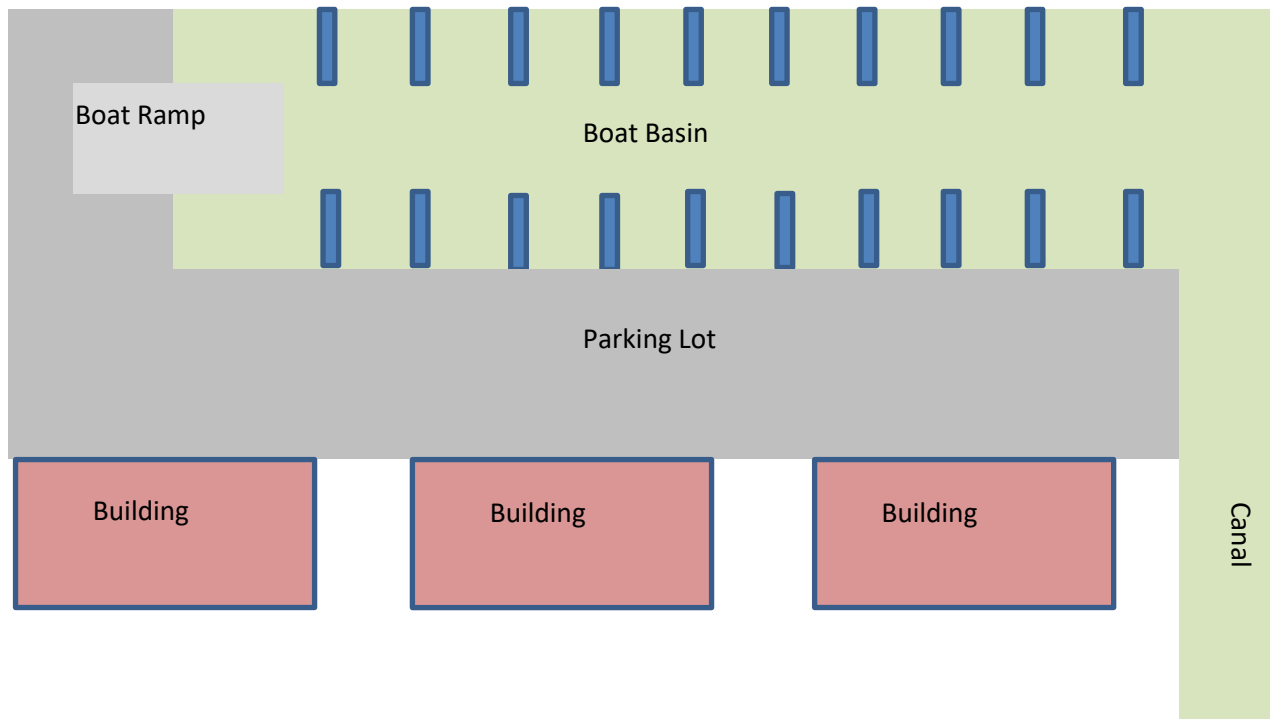 Boat Ramp
Boat Basin
Parking Lot
Building
Building
Building
Canal